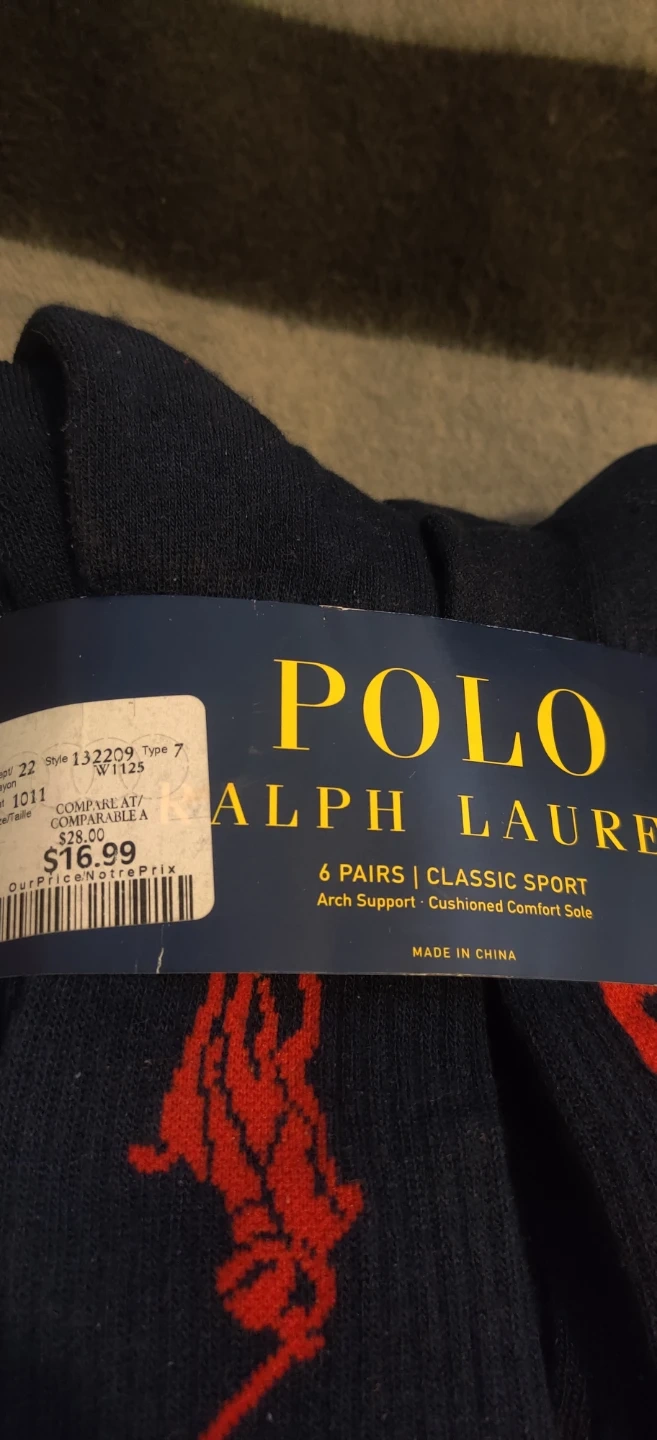 Style 132209 Type 7
22
W1125
1011
COMPARE AT/
COMPARABLE A
$28.00
$16.99
OurPrice/NotrePrix
POLO
RALPH LAURE
6 PAIRS | CLASSIC SPORT
Arch Support · Cushioned Comfort Sole
MADE IN CHINA